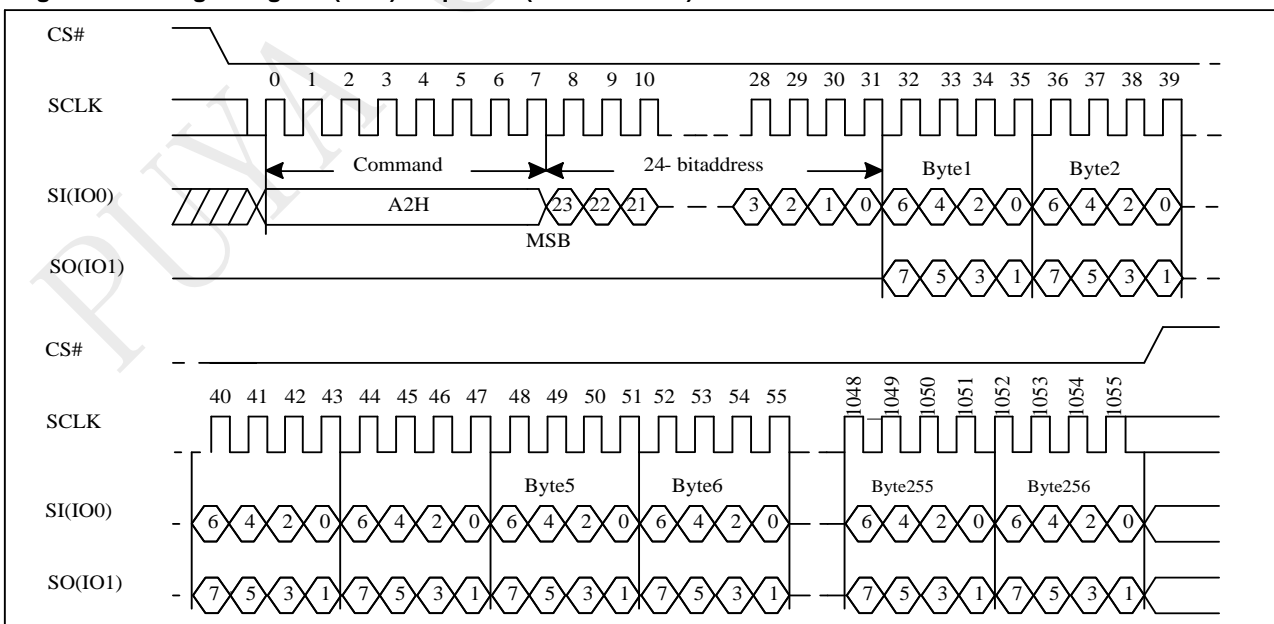 CS#
0 1 2 3 4 5 6 7 8 9 10 28 29 30 31 32 33 34 35 36 37 38 39
SCLK
Command 24- bitaddress Byte1 Byte2
SI(IO0) A2H 23 22 21 3 2 1 0 6 4 2 0 6 4 2 0
MSB
SO(IO1) 7 5 3 1 7 5 3 1
CS#
40 41 42 43 44 45 46 47 48 49 50 51 52 53 54 55 1048 1049 1050 1051 1052 1053 1054 1055
SCLK
Byte5 Byte6 Byte255 Byte256
SI(IO0) 6 4 2 0 6 4 2 0 6 4 2 0 6 4 2 0 6 4 2 0 6 4 2 0
SO(IO1) 7 5 3 1 7 5 3 1 7 5 3 1 7 5 3 1 7 5 3 1 7 5 3 1
PUYA